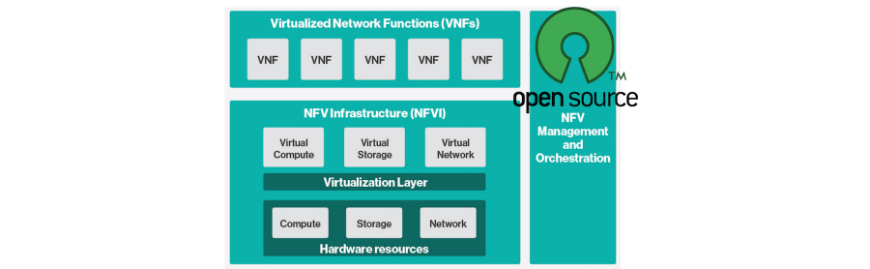 Virtualized Network Functions (VNFs)
VNF VNF VNF VNF VNF
TM
open source
NFV Infrastructure (NFVI)
NFV
Management
and
Orchestration
Virtual
Compute
Virtual
Storage
Virtual
Network
Virtualization Layer
Compute Storage Network
Hardware resources